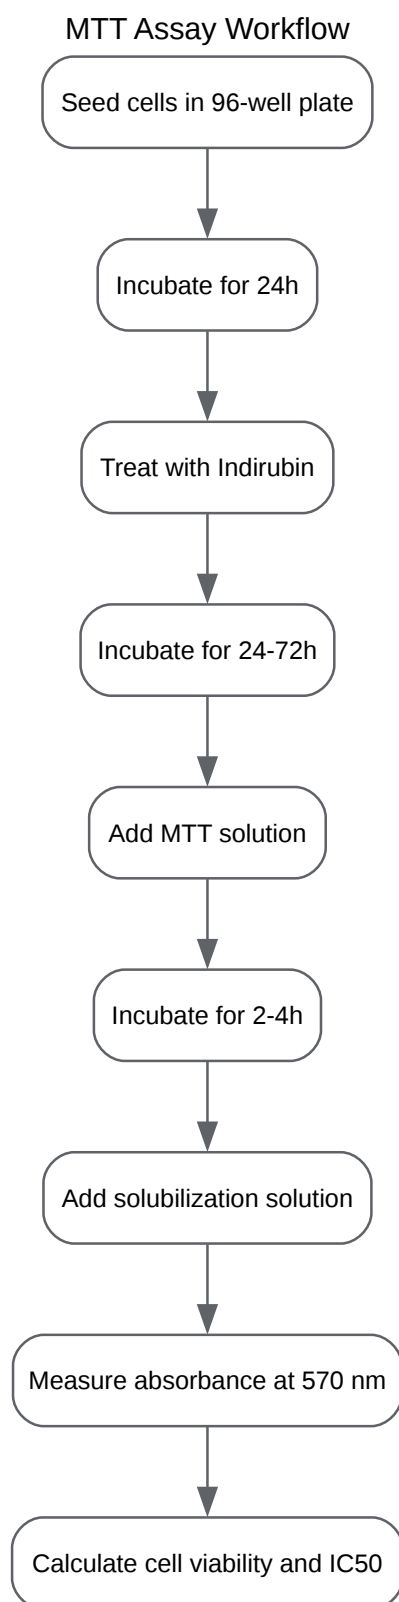 MTT Assay Workflow
Seed cells in 96-well plate
Incubate for 24h
Treat with Indirubin
Incubate for 24-72h
Add MTT solution
Incubate for 2-4h
Add solubilization solution
Measure absorbance at 570 nm
Calculate cell viability and IC50